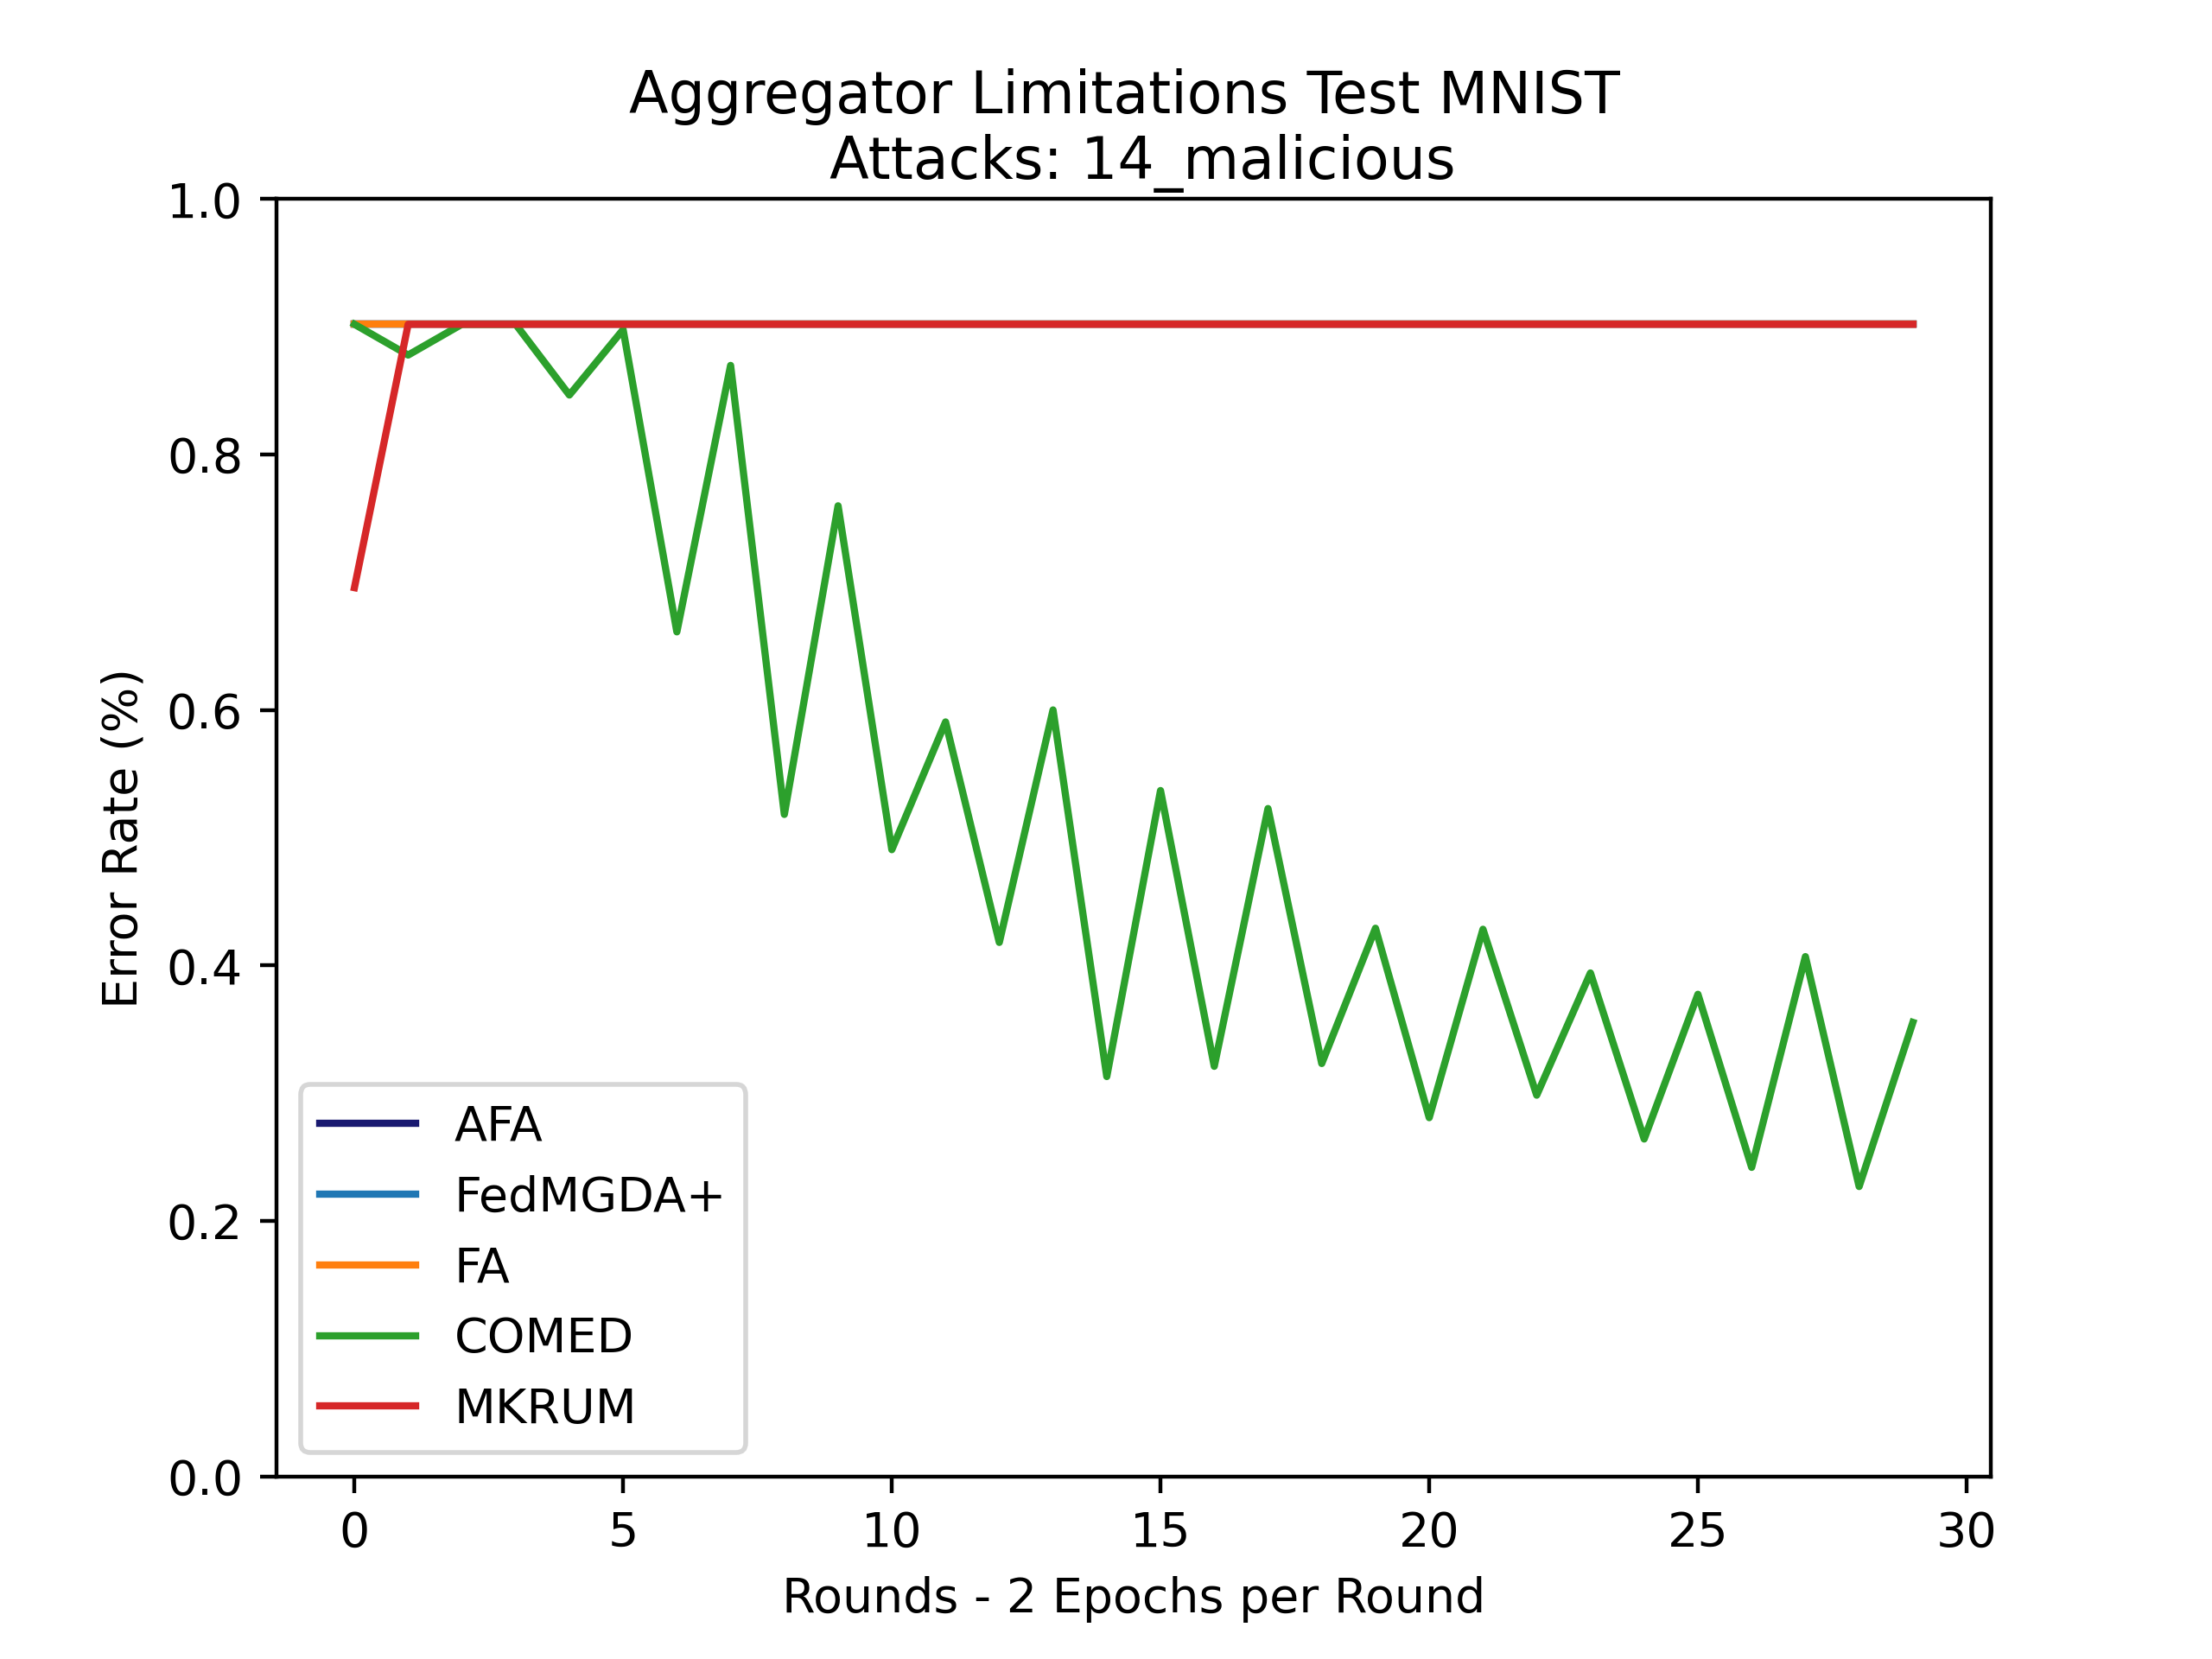 Aggregator Limitations Test MNIST
Attacks: 14_malicious
Error Rate (%)
1.0
0.8
0.6
0.4
0.2
0.0
AFA
FedMGDA+
FA
COMED
MKRUM
0 5 10 15 20 25 30
Rounds - 2 Epochs per Round